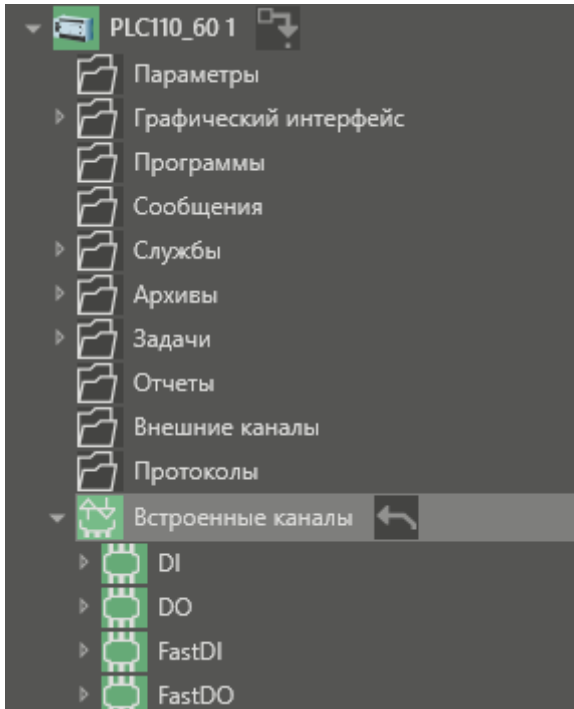 PLC110_60 1
Параметры
Графический интерфейс
Программы
Сообщения
Службы
Архивы
Задачи
Отчеты
Внешние каналы
Протоколы
Встроенные каналы
DI
DO
FastDI
FastDO